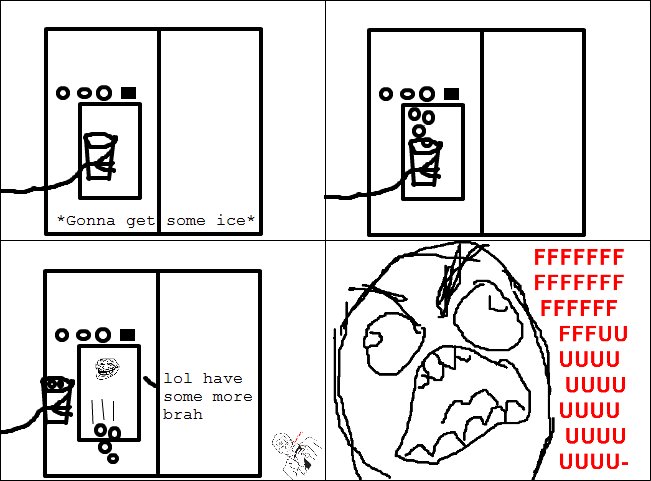 *Gonna get some ice*
lol have
some more
brah
FFFFFFF
FFFFFFF
FFFFFF
FFFUU
UUUU
UUUU
UUUU
UUUU
UUUU-